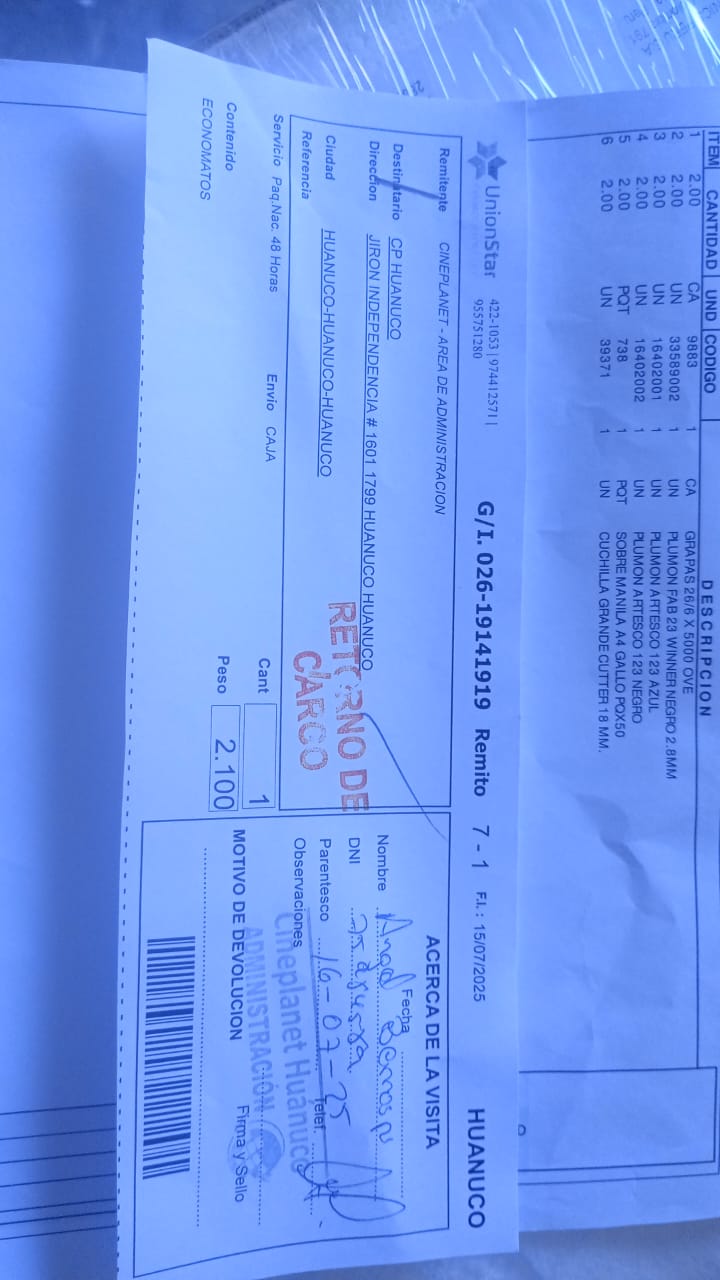 ITEM CANTIDAD UND CODIGO DESCRIPCION
1 2.00 CA 9883 1 CA GRAPAS 26/6 X 5000 OVE
2 2.00 UN 33589002 1 UN PLUMON FAB 23 WINNER NEGRO 2.8MM
3 2.00 UN 16402001 1 UN PLUMON ARTESCO 123 AZUL
4 2.00 UN 16402002 1 UN PLUMON ARTESCO 123 NEGRO
5 2.00 PQT 738 1 PQT SOBRE MANILA A4 GALLO PQX50
6 2.00 UN 39371 1 UN CUCHILLA GRANDE CUTTER 18 MM.
UnionStar 422-1053 | 974412571 |
955751280
G/I. 026-19141919 Remito 7 - 1 F.I.: 15/07/2025 HUANUCO
Remitente CINEPLANET - AREA DE ADMINISTRACION
Destinatario CP HUANUCO
Direccion JIRON INDEPENDENCIA # 1601 1799 HUANUCO HUANUCO
Ciudad HUANUCO-HUANUCO-HUANUCO
Referencia
RETORNO DE
CARGO
Servicio Paq.Nac. 48 Horas Envio CAJA Cant 1
Contenido Peso 2.100
ECONOMATOS
ACERCA DE LA VISITA
Fecha
Nombre
DNI
Parentesco 16-07-25 Telef.
Observaciones
Cineplanet Huanuco
ADMINISTRACIÓN
MOTIVO DE DEVOLUCION Firma y Sello